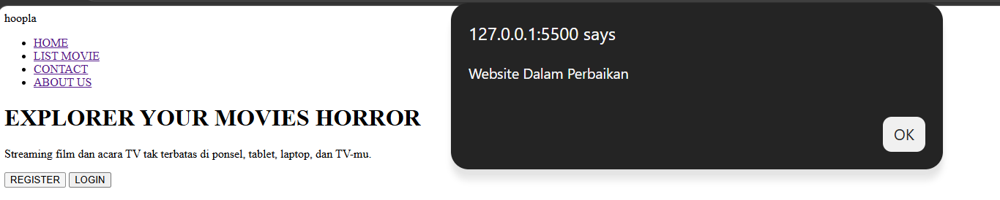 hoopla
HOME
LIST MOVIE
CONTACT
ABOUT US
EXPLORER YOUR MOVIES HORROR
Streaming film dan acara TV tak terbatas di ponsel, tablet, laptop, dan TV-mu.
REGISTER LOGIN
127.0.0.1:5500 says
Website Dalam Perbaikan
OK